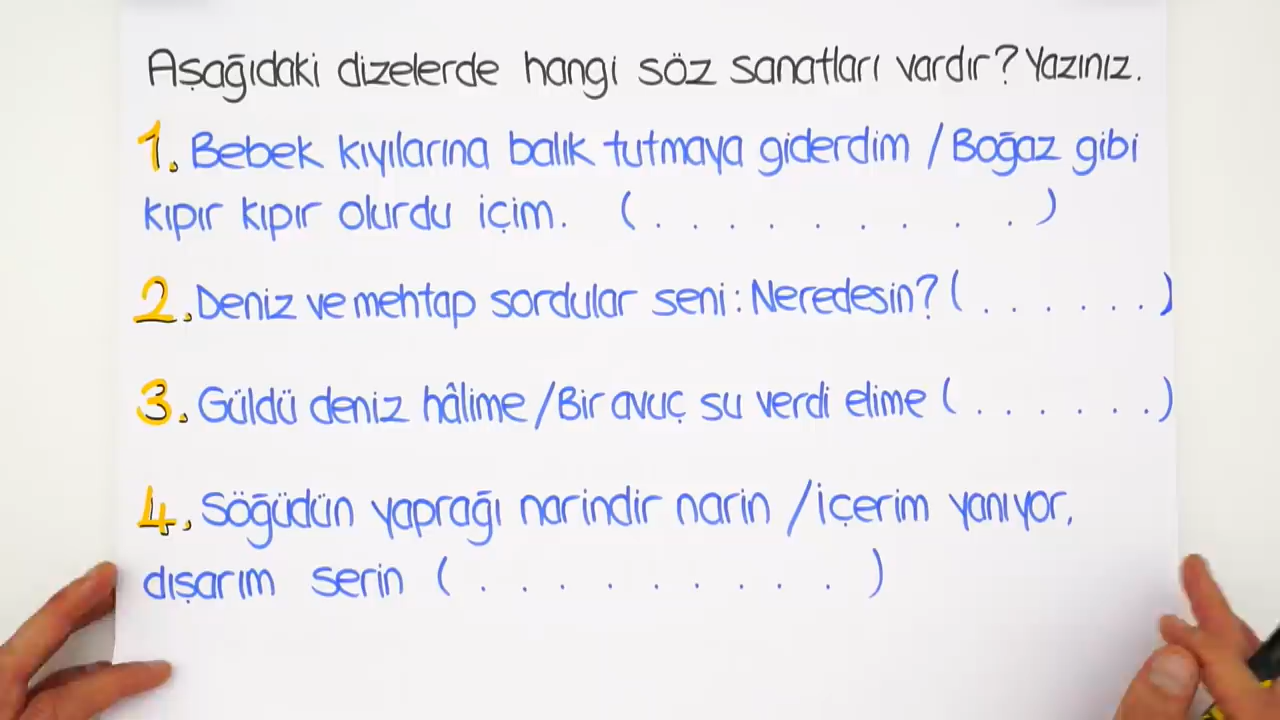 Aşağıdaki dizelerde hangi söz sanatları vardır? Yazınız.
1. Bebek kıyılarına balık tutmaya giderdim / Boğaz gibi
kıpır kıpır olurdu içim. ( . . . . . . . . . . )
2. Deniz ve mehtap sordular seni: Neredesin? ( . . . . . . )
3. Güldü deniz hâlime / Bir avuç su verdi elime ( . . . . . . )
4. Söğüdün yaprağı narindir narin / İçerim yanıyor,
dışarım serin ( . . . . . . . . . )